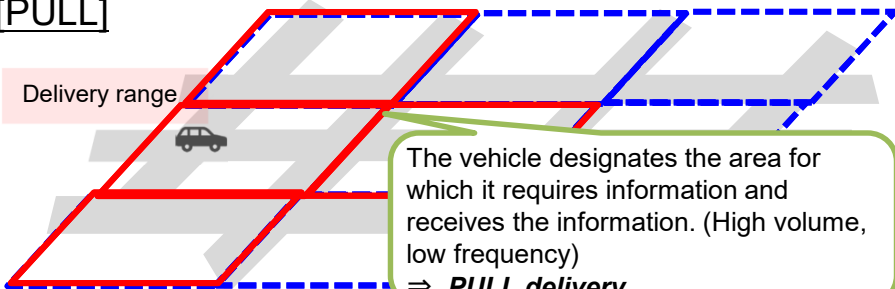 [PULL]
Delivery range
The vehicle designates the area for
which it requires information and
receives the information. (High volume,
low frequency)
⇒ PULL delivery